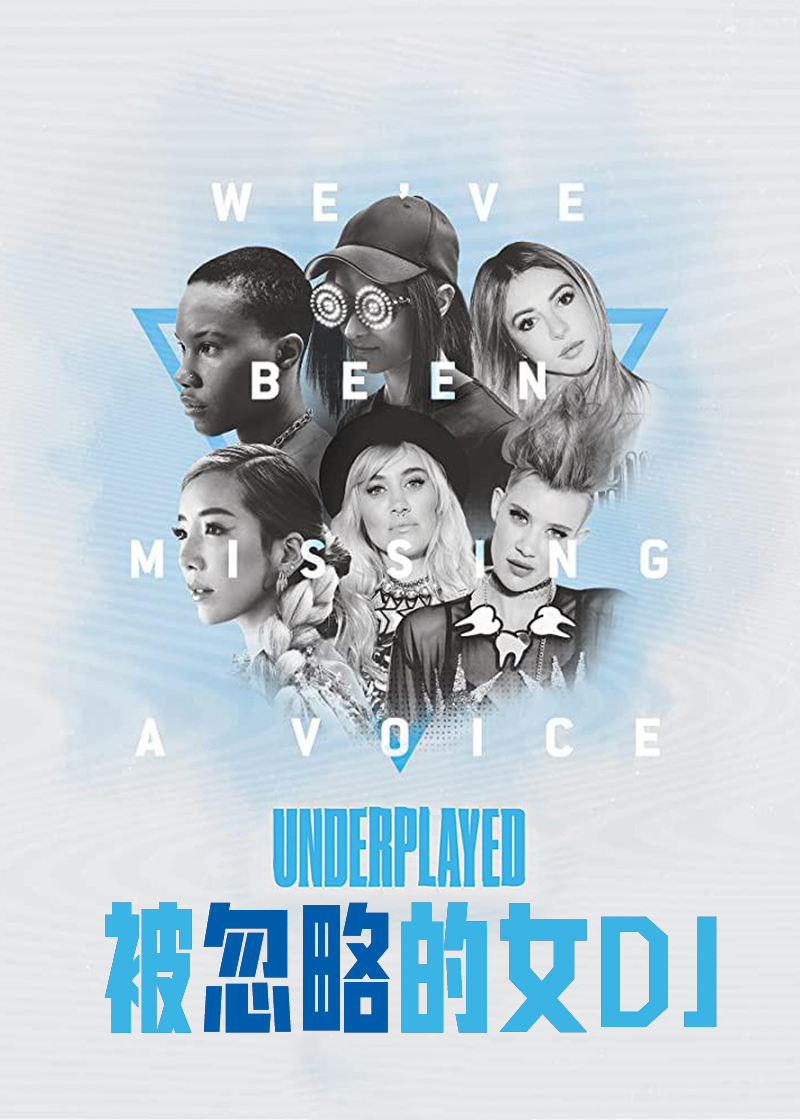 WE'VE
BEEN
MISSING
A VOICE
UNDERPLAYED
被忽略的女DJ